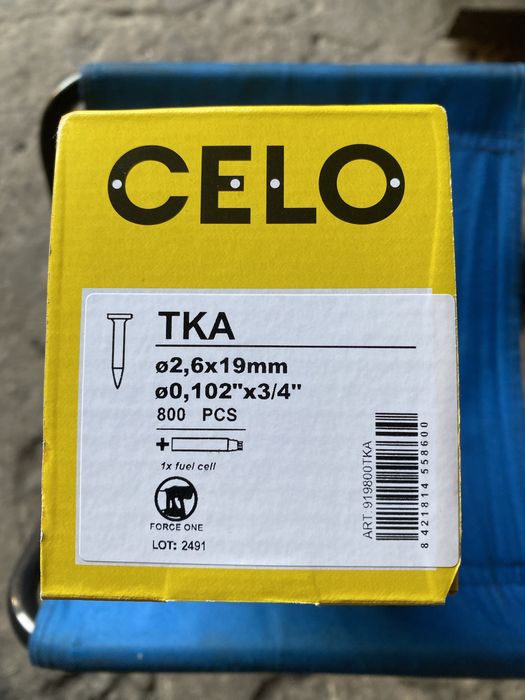 CELO
TKA
ø2,6x19mm
ø0,102"x3/4"
800 PCS
+
1x fuel cell
FORCE ONE
LOT: 2491
ART. 919800TKA
8 421814 558600